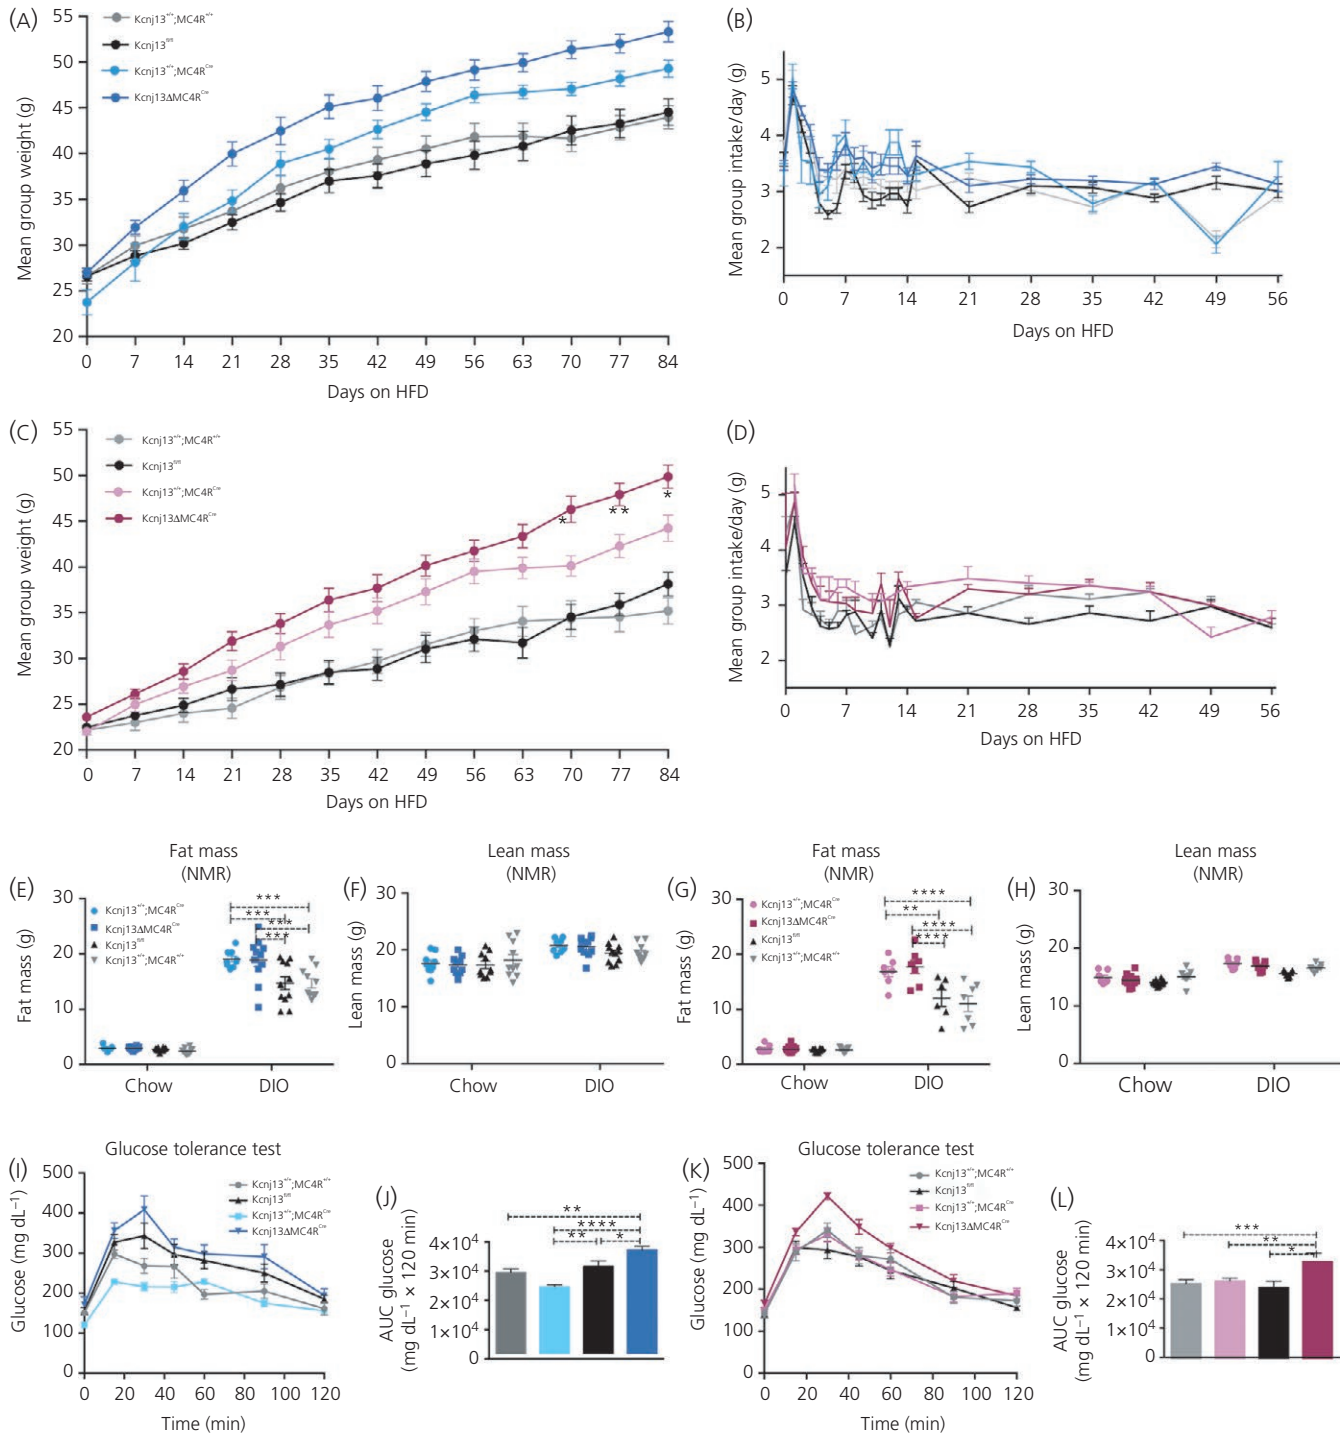 (A)
Kcnj13+/+;MC4R+/+
Kcnj13fl/fl
Kcnj13+/+;MC4RCre
Kcnj13ΔMC4RCre
Mean group weight (g)
55
50
45
40
35
30
25
20
0 7 14 21 28 35 42 49 56 63 70 77 84
Days on HFD
(B)
Mean group intake/day (g)
5
4
3
2
0 7 14 21 28 35 42 49 56
Days on HFD
(C)
Kcnj13+/+;MC4R+/+
Kcnj13fl/fl
Kcnj13+/+;MC4RCre
Kcnj13ΔMC4RCre
Mean group weight (g)
55
50
45
40
35
30
25
20
* ** *
0 7 14 21 28 35 42 49 56 63 70 77 84
Days on HFD
(D)
Mean group intake/day (g)
5
4
3
2
0 7 14 21 28 35 42 49 56
Days on HFD
(E)
Fat mass
(NMR)
Kcnj13+/+;MC4RCre
Kcnj13ΔMC4RCre
Kcnj13fl/fl
Kcnj13+/+;MC4R+/+
Fat mass (g)
30
20
10
0
***
***
***
***
Chow DIO
(F)
Lean mass
(NMR)
Lean mass (g)
30
20
10
0
Chow DIO
(G)
Fat mass
(NMR)
Kcnj13+/+;MC4RCre
Kcnj13ΔMC4RCre
Kcnj13fl/fl
Kcnj13+/+;MC4R+/+
Fat mass (g)
30
20
10
0
****
**
****
****
Chow DIO
(H)
Lean mass
(NMR)
Lean mass (g)
30
20
10
0
Chow DIO
(I)
Glucose tolerance test
Kcnj13+/+;MC4R+/+
Kcnj13fl/fl
Kcnj13+/+;MC4RCre
Kcnj13ΔMC4RCre
Glucose (mg dL−1)
500
400
300
200
100
0
0 20 40 60 80 100 120
Time (min)
(J)
AUC glucose
(mg dL−1 × 120 min)
4×104
3×104
2×104
1×104
0
**
****
** *
(K)
Glucose tolerance test
Kcnj13+/+;MC4R+/+
Kcnj13fl/fl
Kcnj13+/+;MC4RCre
Kcnj13ΔMC4RCre
Glucose (mg dL−1)
500
400
300
200
100
0
0 20 40 60 80 100 120
Time (min)
(L)
AUC glucose
(mg dL−1 × 120 min)
4×104
3×104
2×104
1×104
0
***
**
*